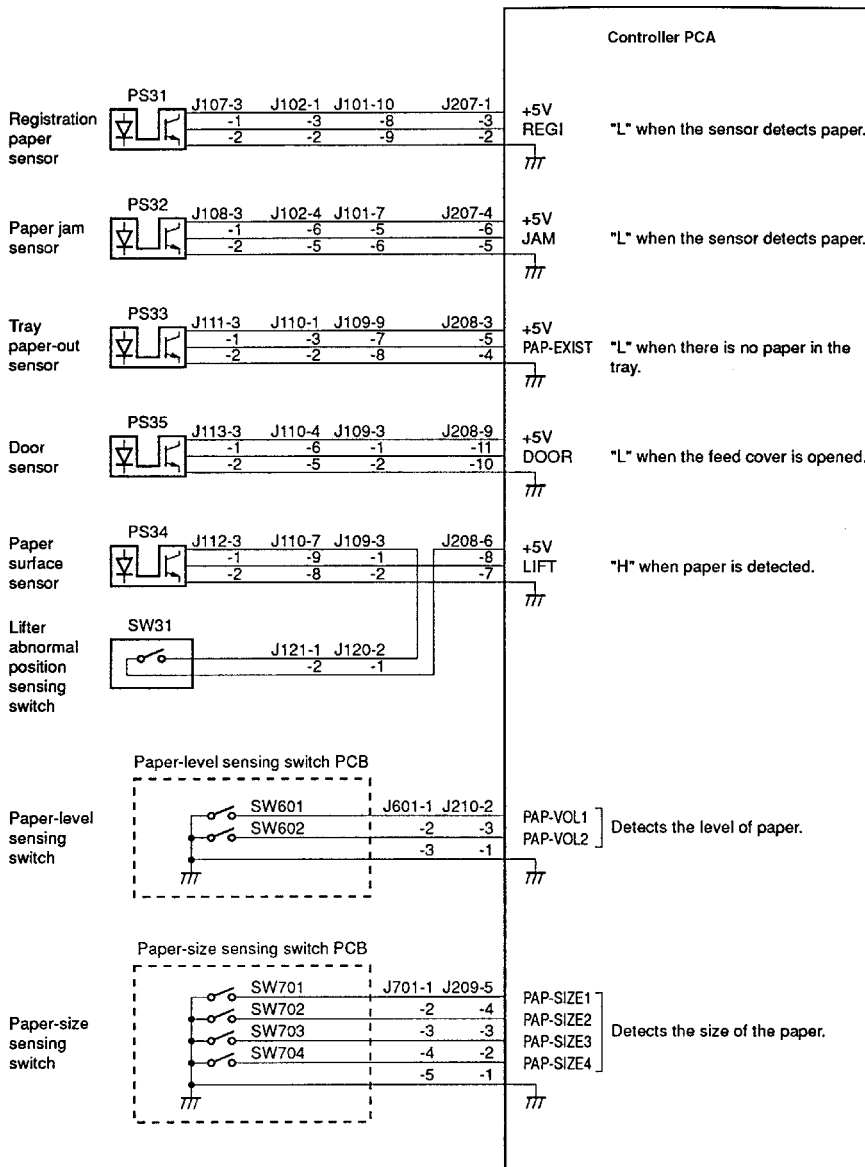 Controller PCA
PS31
Registration
paper
sensor
J107-3 J102-1 J101-10 J207-1
-1 -3 -8 -3
-2 -2 -9 -2
+5V
REGI
"L" when the sensor detects paper.
PS32
Paper jam
sensor
J108-3 J102-4 J101-7 J207-4
-1 -6 -5 -6
-2 -5 -6 -5
+5V
JAM
"L" when the sensor detects paper.
PS33
Tray
paper-out
sensor
J111-3 J110-1 J109-9 J208-3
-1 -3 -7 -5
-2 -2 -8 -4
+5V
PAP-EXIST
"L" when there is no paper in the
tray.
PS35
Door
sensor
J113-3 J110-4 J109-3 J208-9
-1 -6 -1 -11
-2 -5 -2 -10
+5V
DOOR
"L" when the feed cover is opened.
PS34
Paper
surface
sensor
J112-3 J110-7 J109-3 J208-6
-1 -9 -1 -8
-2 -8 -2 -7
+5V
LIFT
"H" when paper is detected.
Lifter
abnormal
position
sensing
switch
SW31
J121-1 J120-2
-2 -1
Paper-level sensing switch PCB
Paper-level
sensing
switch
SW601 J601-1 J210-2
SW602 -2 -3
-3 -1
PAP-VOL1
PAP-VOL2
Detects the level of paper.
Paper-size sensing switch PCB
Paper-size
sensing
switch
SW701 J701-1 J209-5
SW702 -2 -4
SW703 -3 -3
SW704 -4 -2
-5 -1
PAP-SIZE1
PAP-SIZE2
PAP-SIZE3
PAP-SIZE4
Detects the size of the paper.